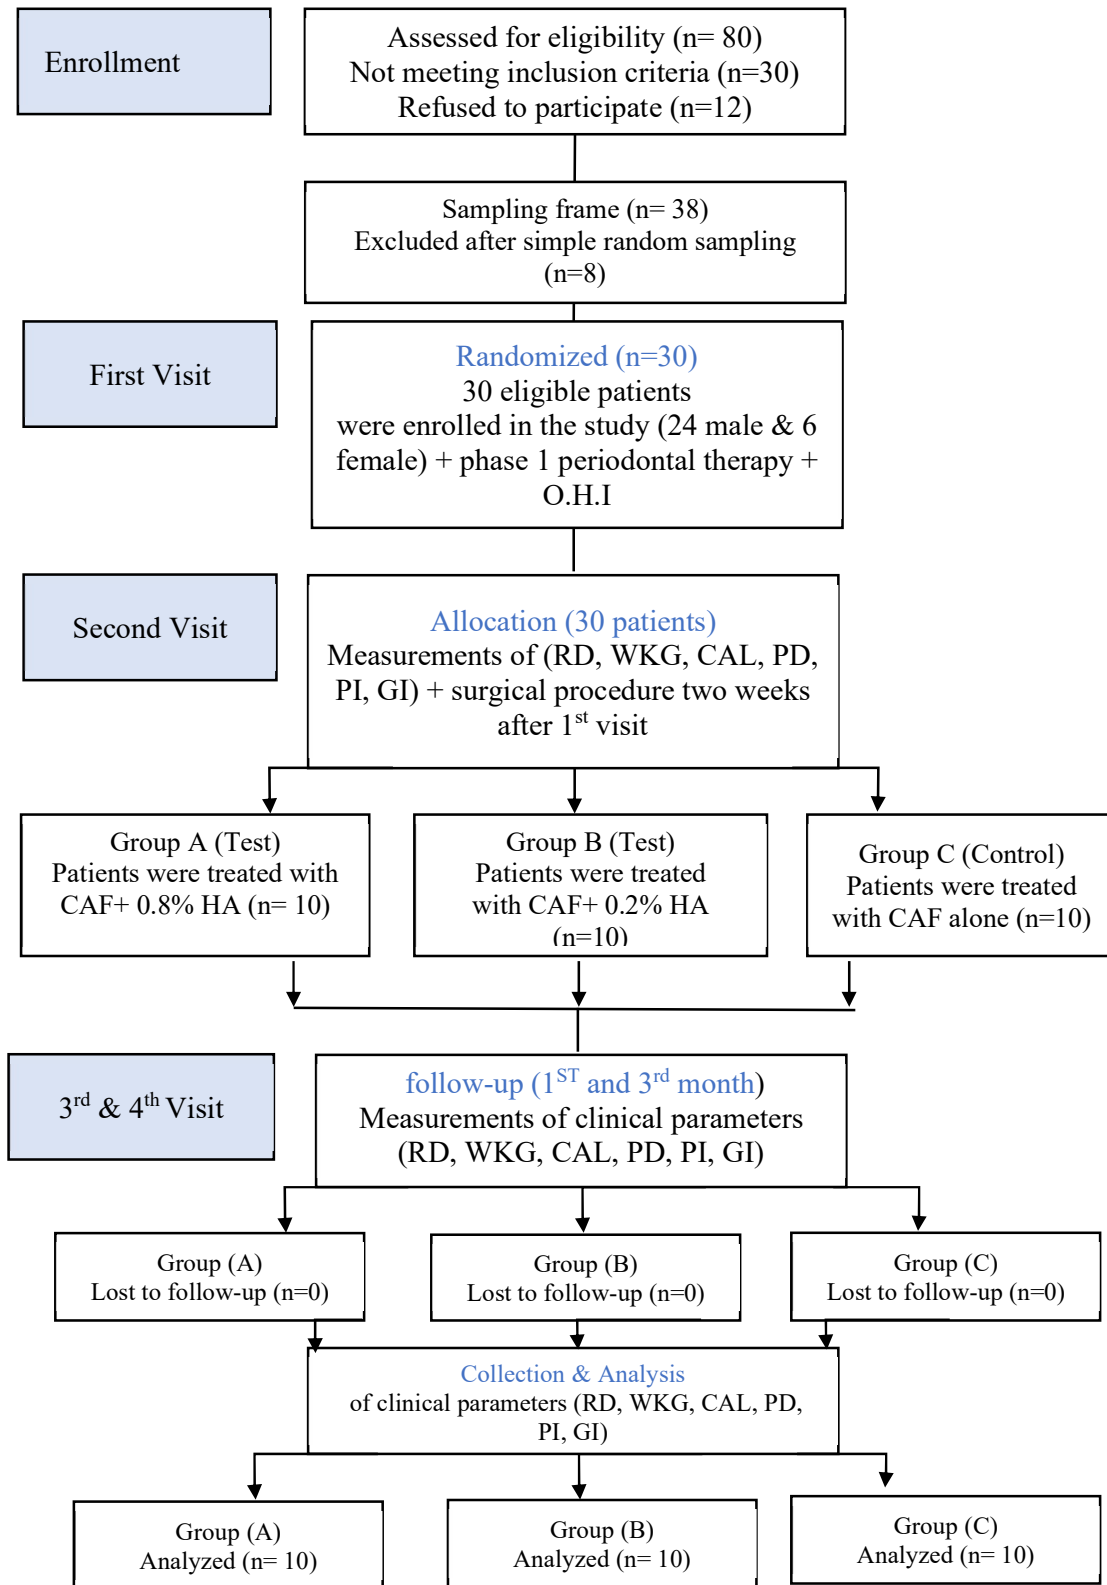 Enrollment
Assessed for eligibility (n= 80)
Not meeting inclusion criteria (n=30)
Refused to participate (n=12)
Sampling frame (n= 38)
Excluded after simple random sampling
(n=8)
First Visit
Randomized (n=30)
30 eligible patients
were enrolled in the study (24 male & 6
female) + phase 1 periodontal therapy +
O.H.I
Second Visit
Allocation (30 patients)
Measurements of (RD, WKG, CAL, PD,
PI, GI) + surgical procedure two weeks
after 1st visit
Group A (Test)
Patients were treated with
CAF+ 0.8% HA (n= 10)
Group B (Test)
Patients were treated
with CAF+ 0.2% HA
(n=10)
Group C (Control)
Patients were treated
with CAF alone (n=10)
3rd & 4th Visit
follow-up (1ST and 3rd month)
Measurements of clinical parameters
(RD, WKG, CAL, PD, PI, GI)
Group (A)
Lost to follow-up (n=0)
Group (B)
Lost to follow-up (n=0)
Group (C)
Lost to follow-up (n=0)
Collection & Analysis
of clinical parameters (RD, WKG, CAL, PD,
PI, GI)
Group (A)
Analyzed (n= 10)
Group (B)
Analyzed (n= 10)
Group (C)
Analyzed (n= 10)